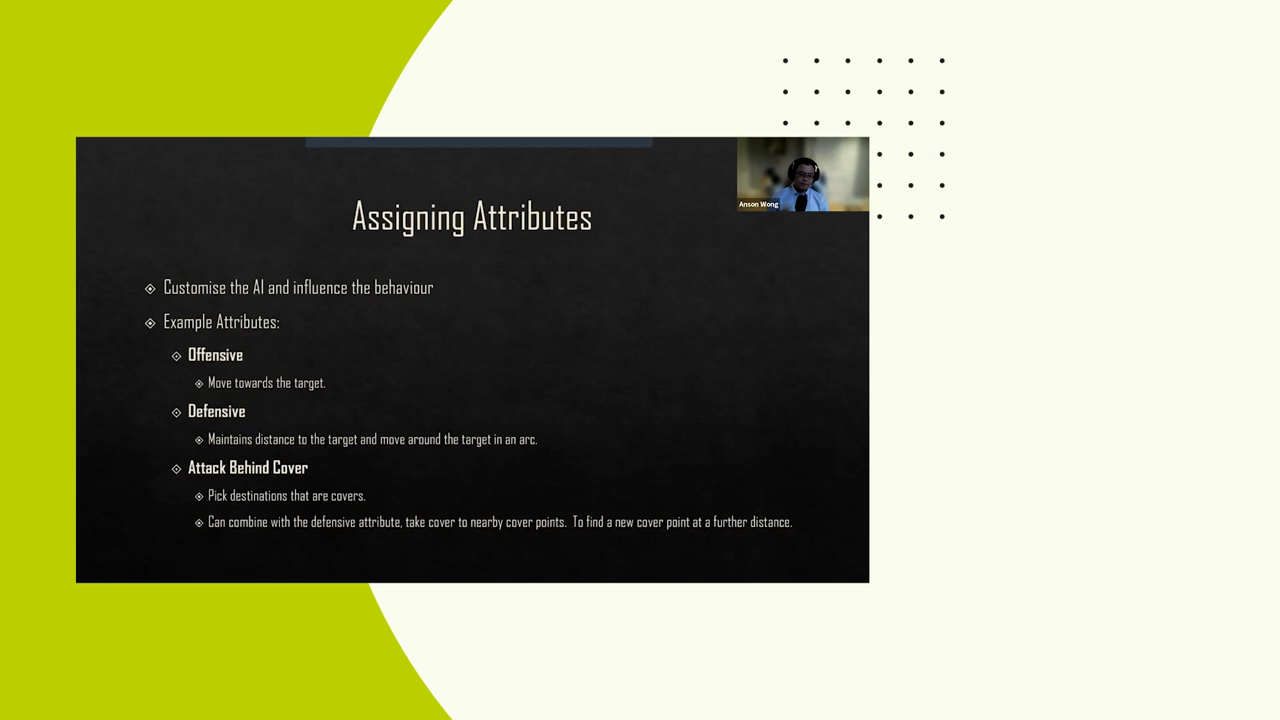 Anson Wong
Assigning Attributes
Customise the AI and influence the behaviour
Example Attributes:
Offensive
Move towards the target.
Defensive
Maintains distance to the target and move around the target in an arc.
Attack Behind Cover
Pick destinations that are covers.
Can combine with the defensive attribute, take cover to nearby cover points. To find a new cover point at a further distance.